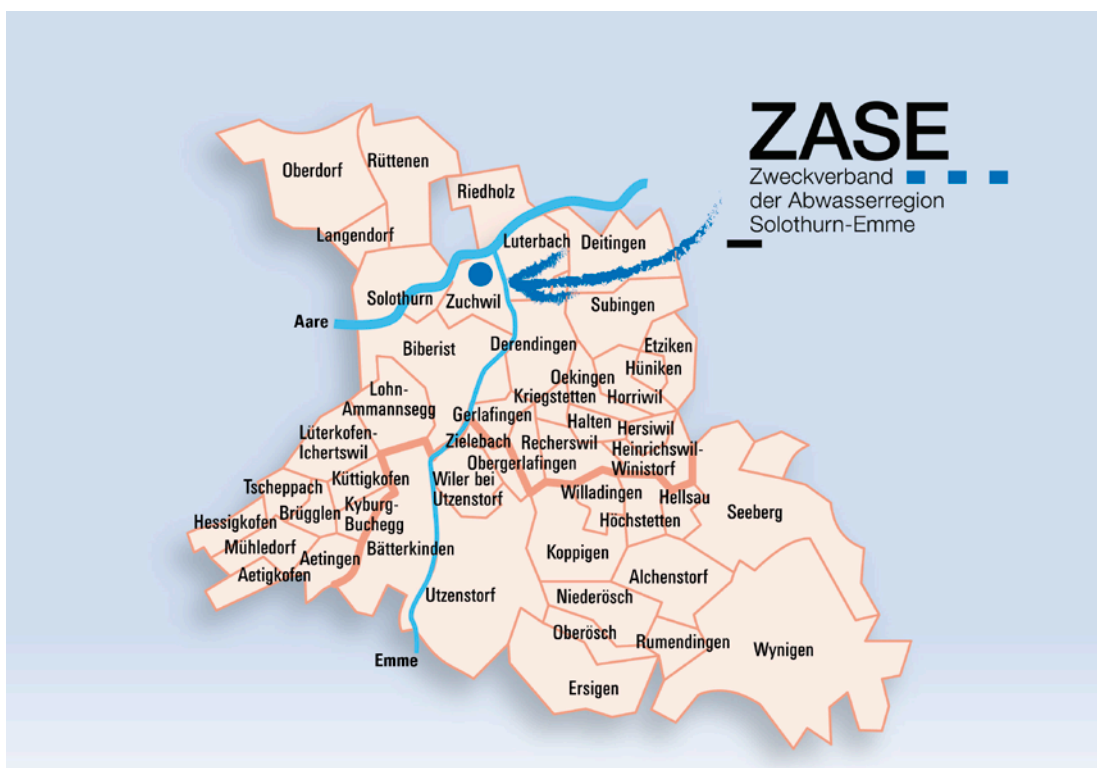 ZASE
Zweckverband
der Abwasserregion
Solothurn-Emme
Oberdorf
Rüttenen
Riedholz
Langendorf
Luterbach
Deitingen
Solothurn
Zuchwil
Subingen
Aare
Biberist
Derendingen
Etziken
Hüniken
Oekingen
Lohn-
Ammannsegg
Kriegstetten
Horriwil
Gerlafingen
Halten
Hersiwil
Lüterkofen-
Ichertswil
Zielebach
Recherswil
Heinrichswil-
Winistorf
Obergerlafingen
Küttigkofen
Wiler bei
Utzenstorf
Willadingen
Hellsau
Tscheppach
Kyburg-
Buchegg
Brügglen
Höchstetten
Seeberg
Hessigkofen
Mühledorf
Aetingen
Bätterkinden
Koppigen
Aetigkofen
Alchenstorf
Utzenstorf
Niederösch
Oberösch
Rumendingen
Wynigen
Emme
Ersigen